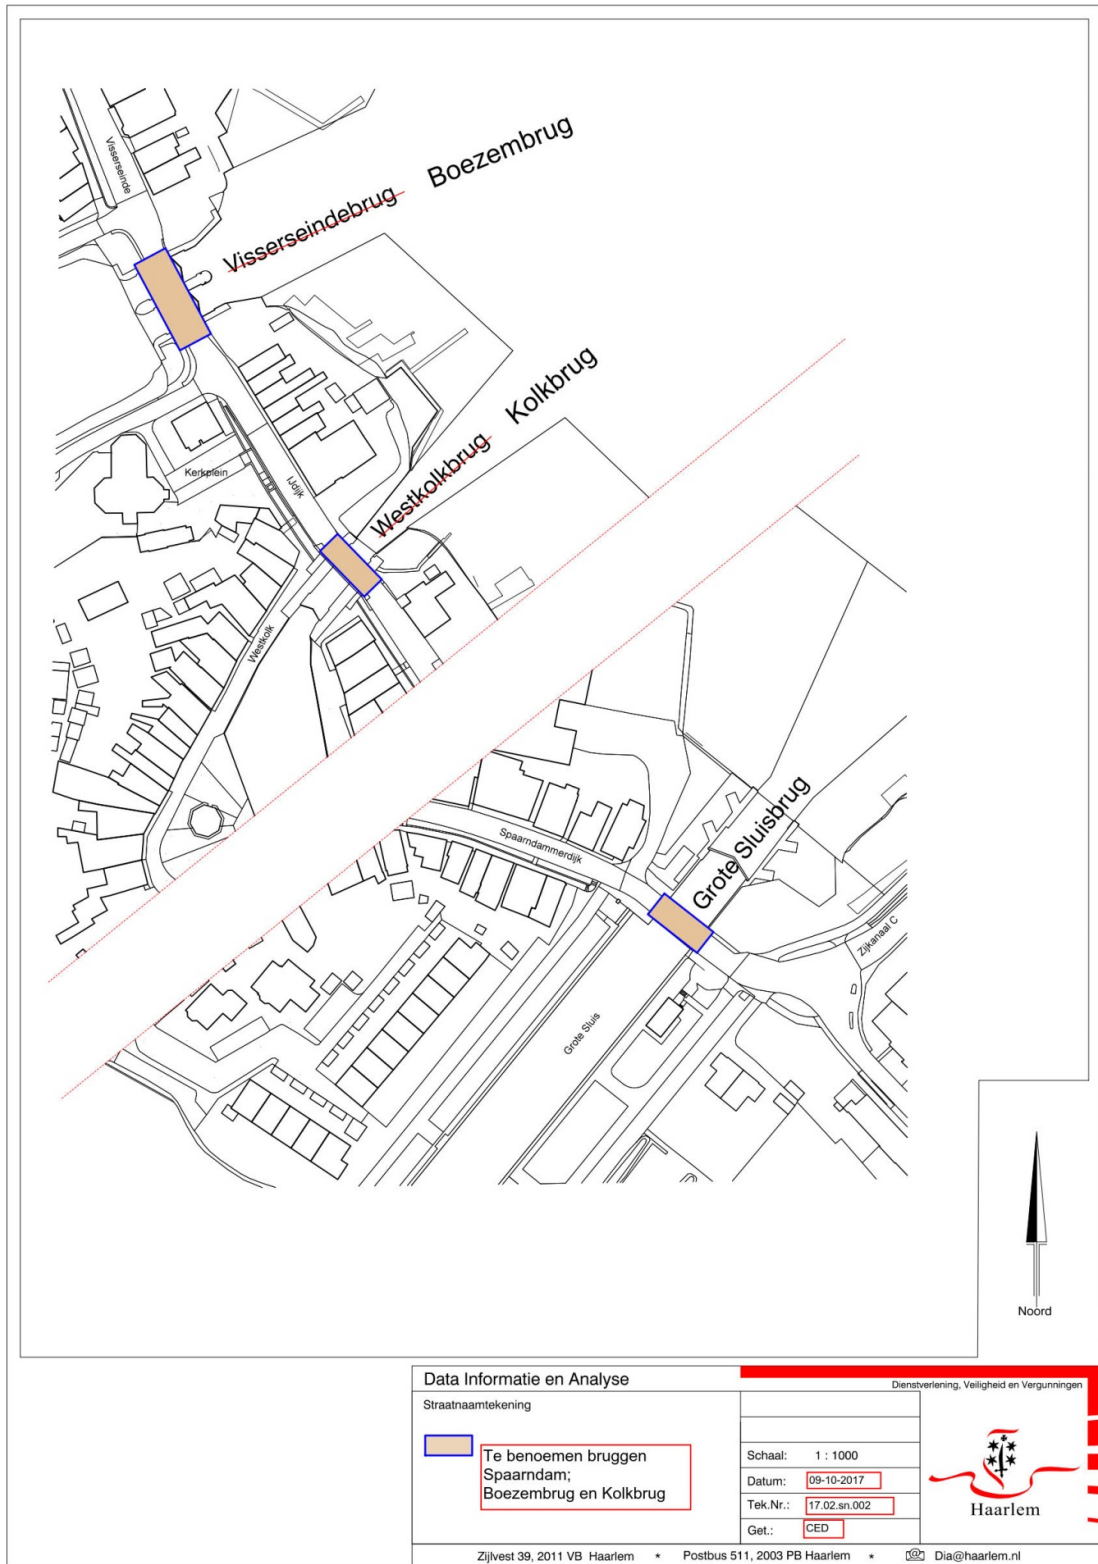 Visserseinde
Visserseindebrug
Boezembrug
Kerkplein
IJdijk
Westkolkbrug
Kolkbrug
Westkolk
Spaarndammerdijk
Grote Sluisbrug
Zijkanaal C
Grote Sluis
Noord
Data Informatie en Analyse
Dienstverlening, Veiligheid en Vergunningen
Straatnaamtekening
Te benoemen bruggen
Spaarndam;
Boezembrug en Kolkbrug
Schaal: 1 : 1000
Datum: 09-10-2017
Tek.Nr.: 17.02.sn.002
Get.: CED
Haarlem
Zijlvest 39, 2011 VB Haarlem * Postbus 511, 2003 PB Haarlem * Dia@haarlem.nl